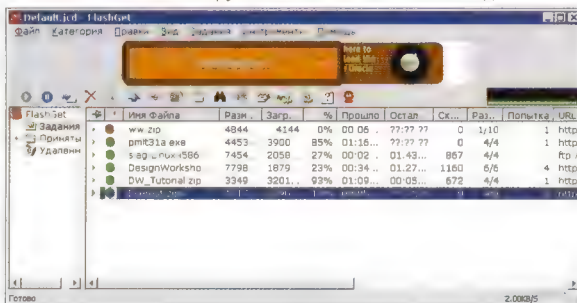 Default.jcd - FlashGet
Файл Категория Правка Вид Задания Инструменты Помощь
here to
FlashGet
Задания
Имя Файла Разм.. Загр. % Прошло Остал. Ск... Раз... Попытка, URL
ww.zip 4844 4144 0% 00:06 ??:??:?? 0 1/10 1 http
pmit31a.exe 4453 3900 85% 01:16... ??:??:?? 0 4/4 1 http
7454 2058 27% 00:02 01:43... 867 4/4 ftp
DesignWorksho 7798 1879 23% 00:34... 01:27... 1160 6/6 4 http
DW_Tutorial.zip 3349 3201.. 93% 01:09... 00:05... 672 4/4 1 http
Готово
2.00KB/S